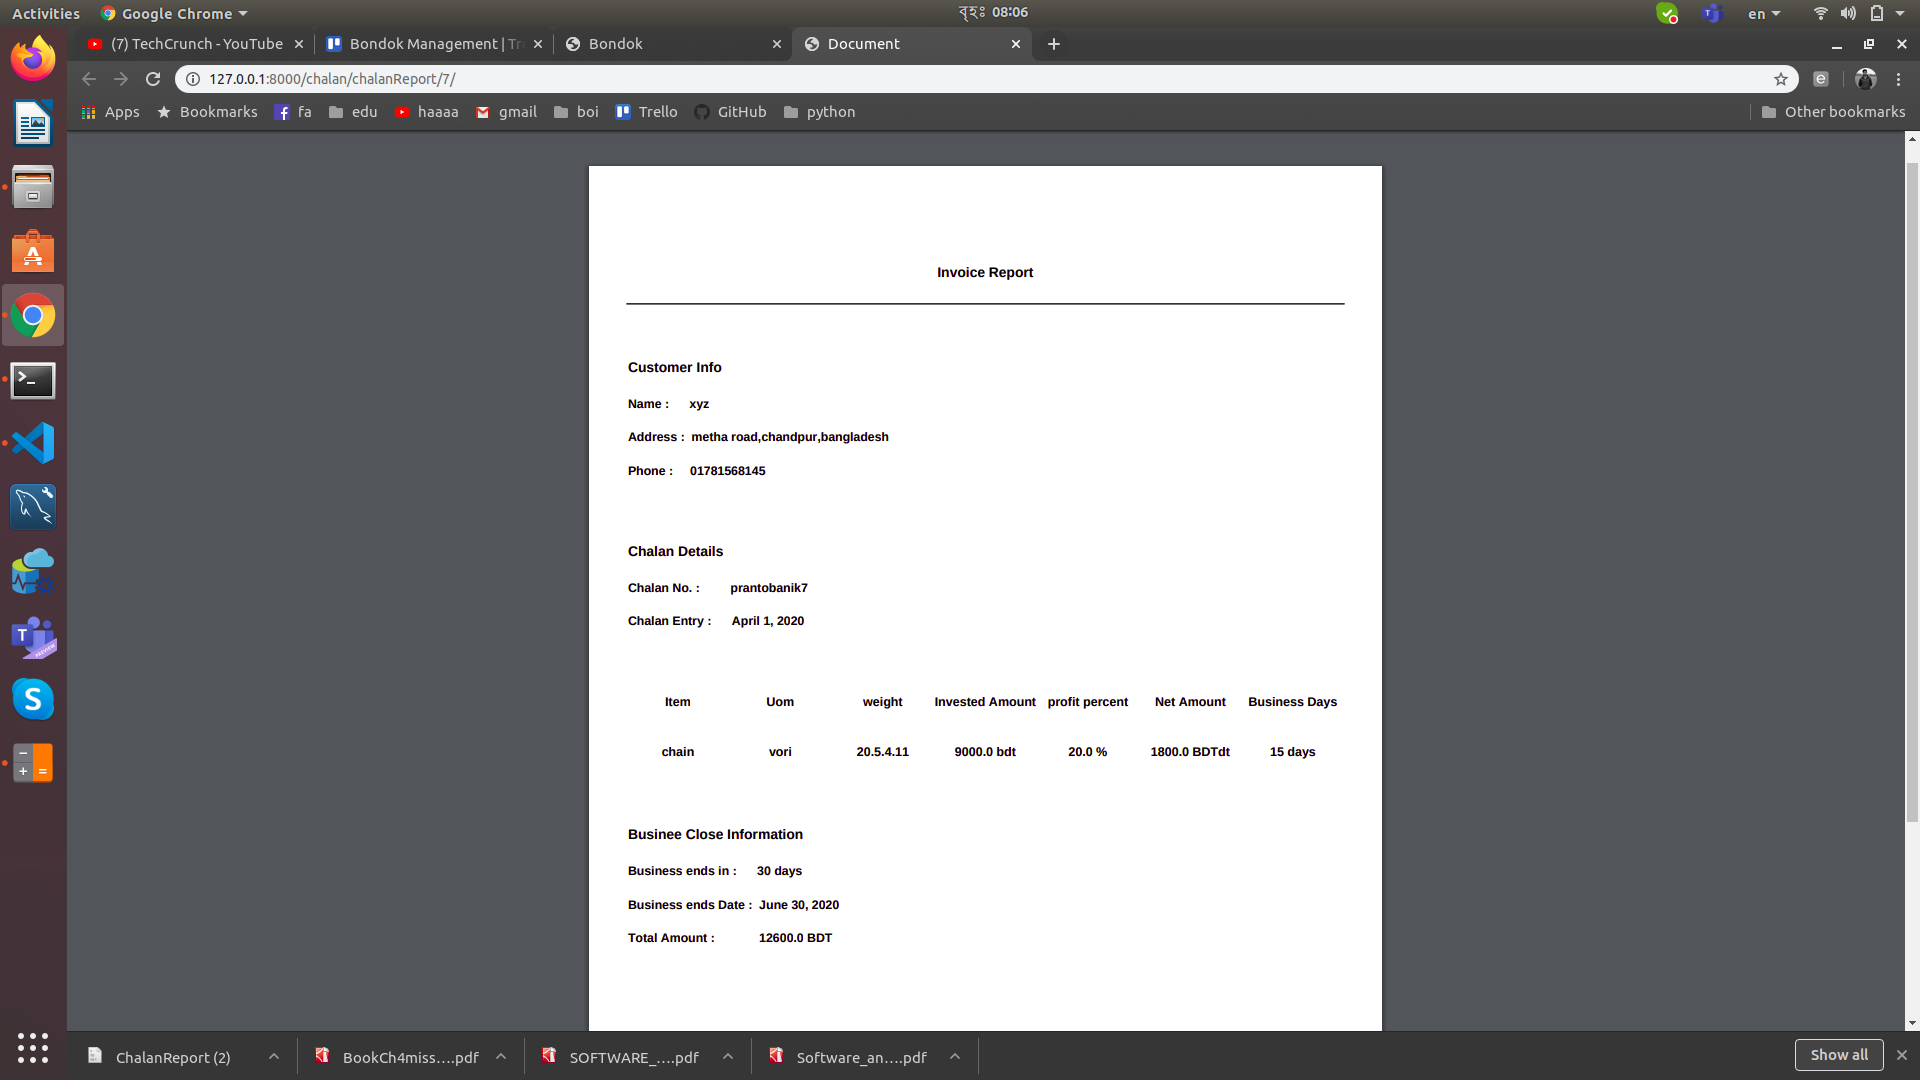 Activities
Google Chrome
বৃহঃ 08:06
en
(7) TechCrunch - YouTube
Bondok Management | Tr
Bondok
Document
127.0.0.1:8000/chalan/chalanReport/7/
Apps
Bookmarks
fa
edu
haaaa
gmail
boi
Trello
GitHub
python
Other bookmarks
Invoice Report
Customer Info
Name : xyz
Address : metha road,chandpur,bangladesh
Phone : 01781568145
Chalan Details
Chalan No. : prantobanik7
Chalan Entry : April 1, 2020
Item Uom weight Invested Amount profit percent Net Amount Business Days
chain vori 20.5.4.11 9000.0 bdt 20.0 % 1800.0 BDTdt 15 days
Businee Close Information
Business ends in : 30 days
Business ends Date : June 30, 2020
Total Amount : 12600.0 BDT
ChalanReport (2)
BookCh4miss....pdf
SOFTWARE_....pdf
Software_an....pdf
Show all